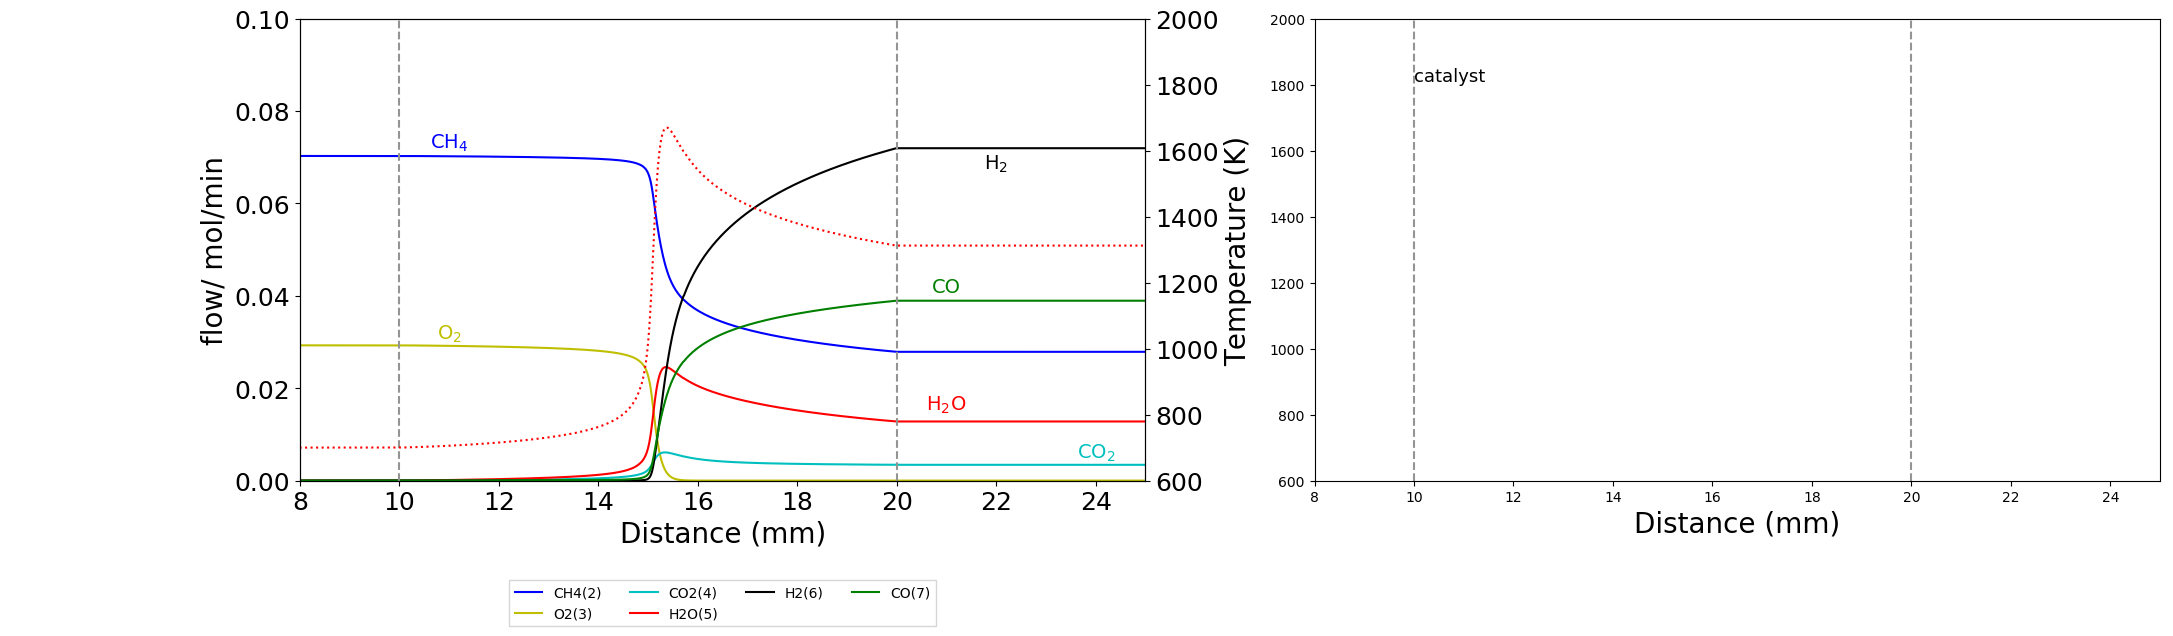 0.10
0.08
0.06
0.04
0.02
0.00
flow/ mol/min
8 10 12 14 16 18 20 22 24
Distance (mm)
2000
1800
1600
1400
1200
1000
800
600
Temperature (K)
CH₄
O₂
H₂
CO
H₂O
CO₂
CH4(2) CO2(4) H2(6) CO(7)
O2(3) H2O(5)
2000
1800
1600
1400
1200
1000
800
600
catalyst
8 10 12 14 16 18 20 22 24
Distance (mm)